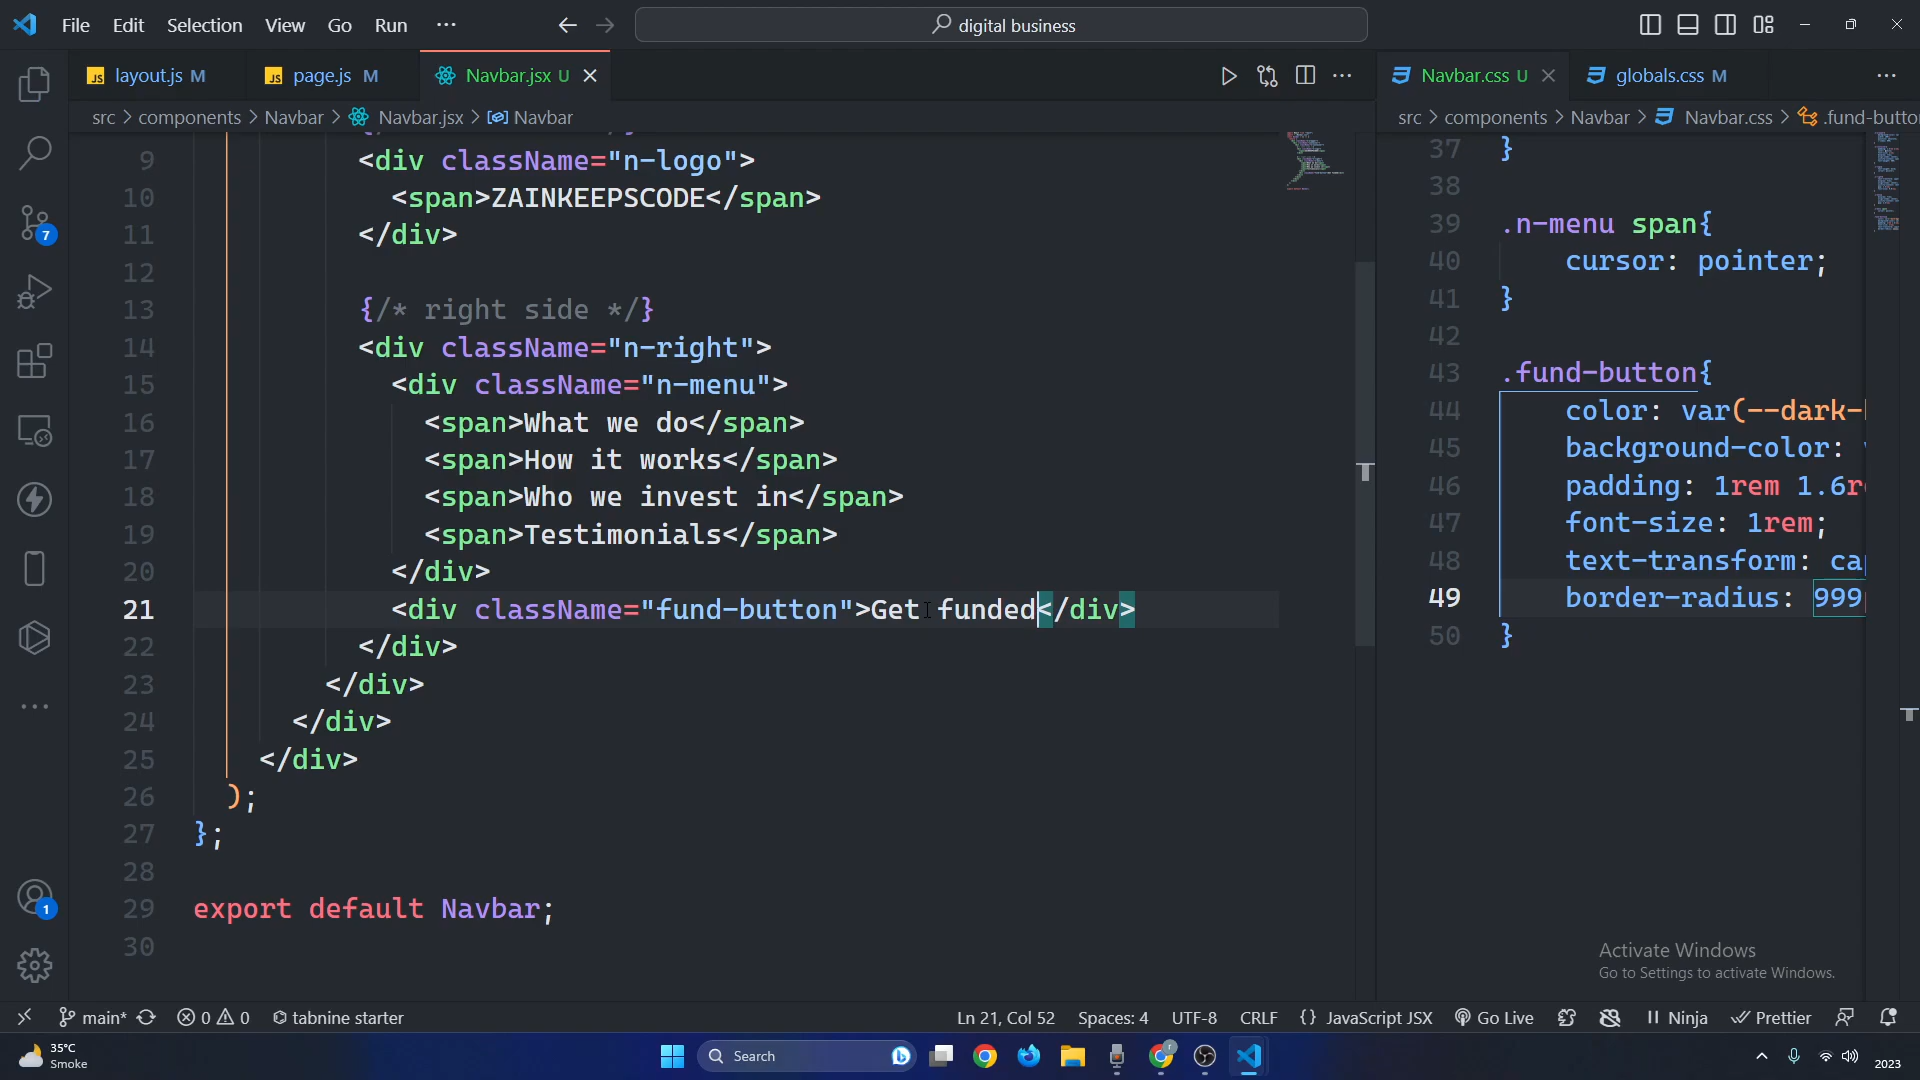 File Edit Selection View Go Run ···
digital business
layout.js M page.js M Navbar.jsx U
Navbar.css U globals.css M
src > components > Navbar > Navbar.jsx > Navbar
src > components > Navbar > Navbar.css > .fund-button
9 <div className="n-logo">
10 <span>ZAINKEEPSCODE</span>
11 </div>
12
13 {/* right side */}
14 <div className="n-right">
15 <div className="n-menu">
16 <span>What we do</span>
17 <span>How it works</span>
18 <span>Who we invest in</span>
19 <span>Testimonials</span>
20 </div>
21 <div className="fund-button">Get funded</div>
22 </div>
23 </div>
24 </div>
25 </div>
26 );
27 };
28
29 export default Navbar;
30
37 }
38
39 .n-menu span{
40 cursor: pointer;
41 }
42
43 .fund-button{
44 color: var(--dark-
45 background-color:
46 padding: 1rem 1.6r
47 font-size: 1rem;
48 text-transform: ca
49 border-radius: 999
50 }
7
1
Activate Windows
Go to Settings to activate Windows.
main* 0 0 tabnine starter
Ln 21, Col 52 Spaces: 4 UTF-8 CRLF {} JavaScript JSX Go Live Ninja Prettier
35°C
Smoke
Search
2023